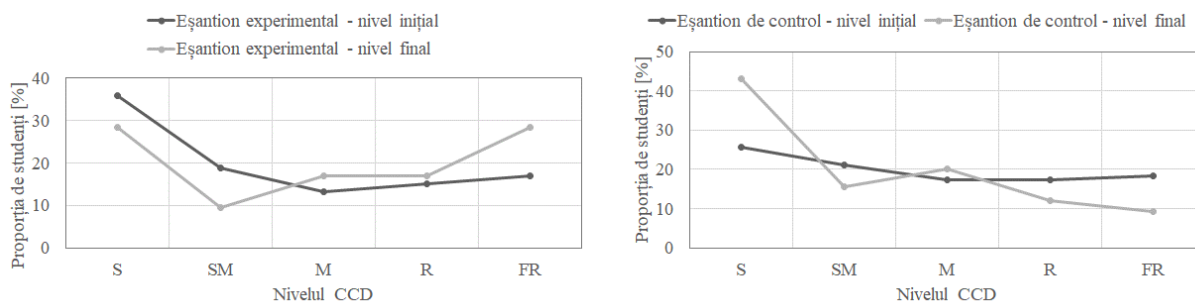 Eșantion experimental - nivel inițial
Eșantion experimental - nivel final
Proporția de studenți [%]
40
30
20
10
0
S SM M R FR
Nivelul CCD
Eșantion de control - nivel inițial Eșantion de control - nivel final
Proporția de studenți [%]
50
40
30
20
10
0
S SM M R FR
Nivelul CCD